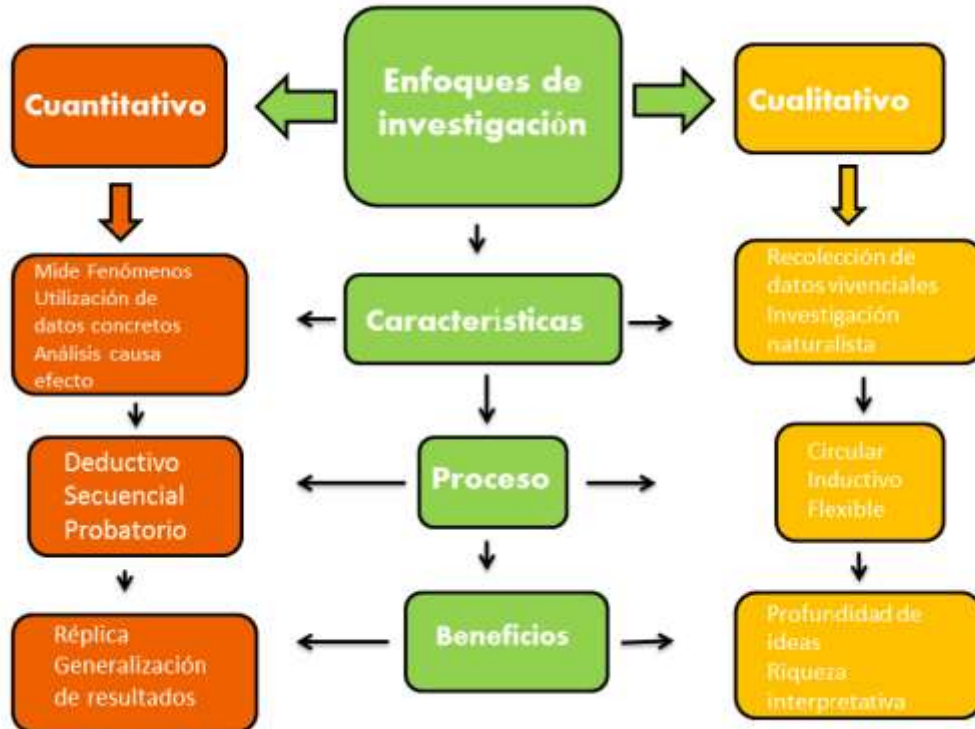 Enfoques de
investigación
Cuantitativo
Cualitativo
Mide Fenómenos
Utilización de
datos concretos
Análisis causa
efecto
Características
Recolección de
datos vivenciales
Investigación
naturalista
Deductivo
Secuencial
Probatorio
Proceso
Circular
Inductivo
Flexible
Réplica
Generalización
de resultados
Beneficios
Profundidad de
ideas
Riqueza
interpretativa